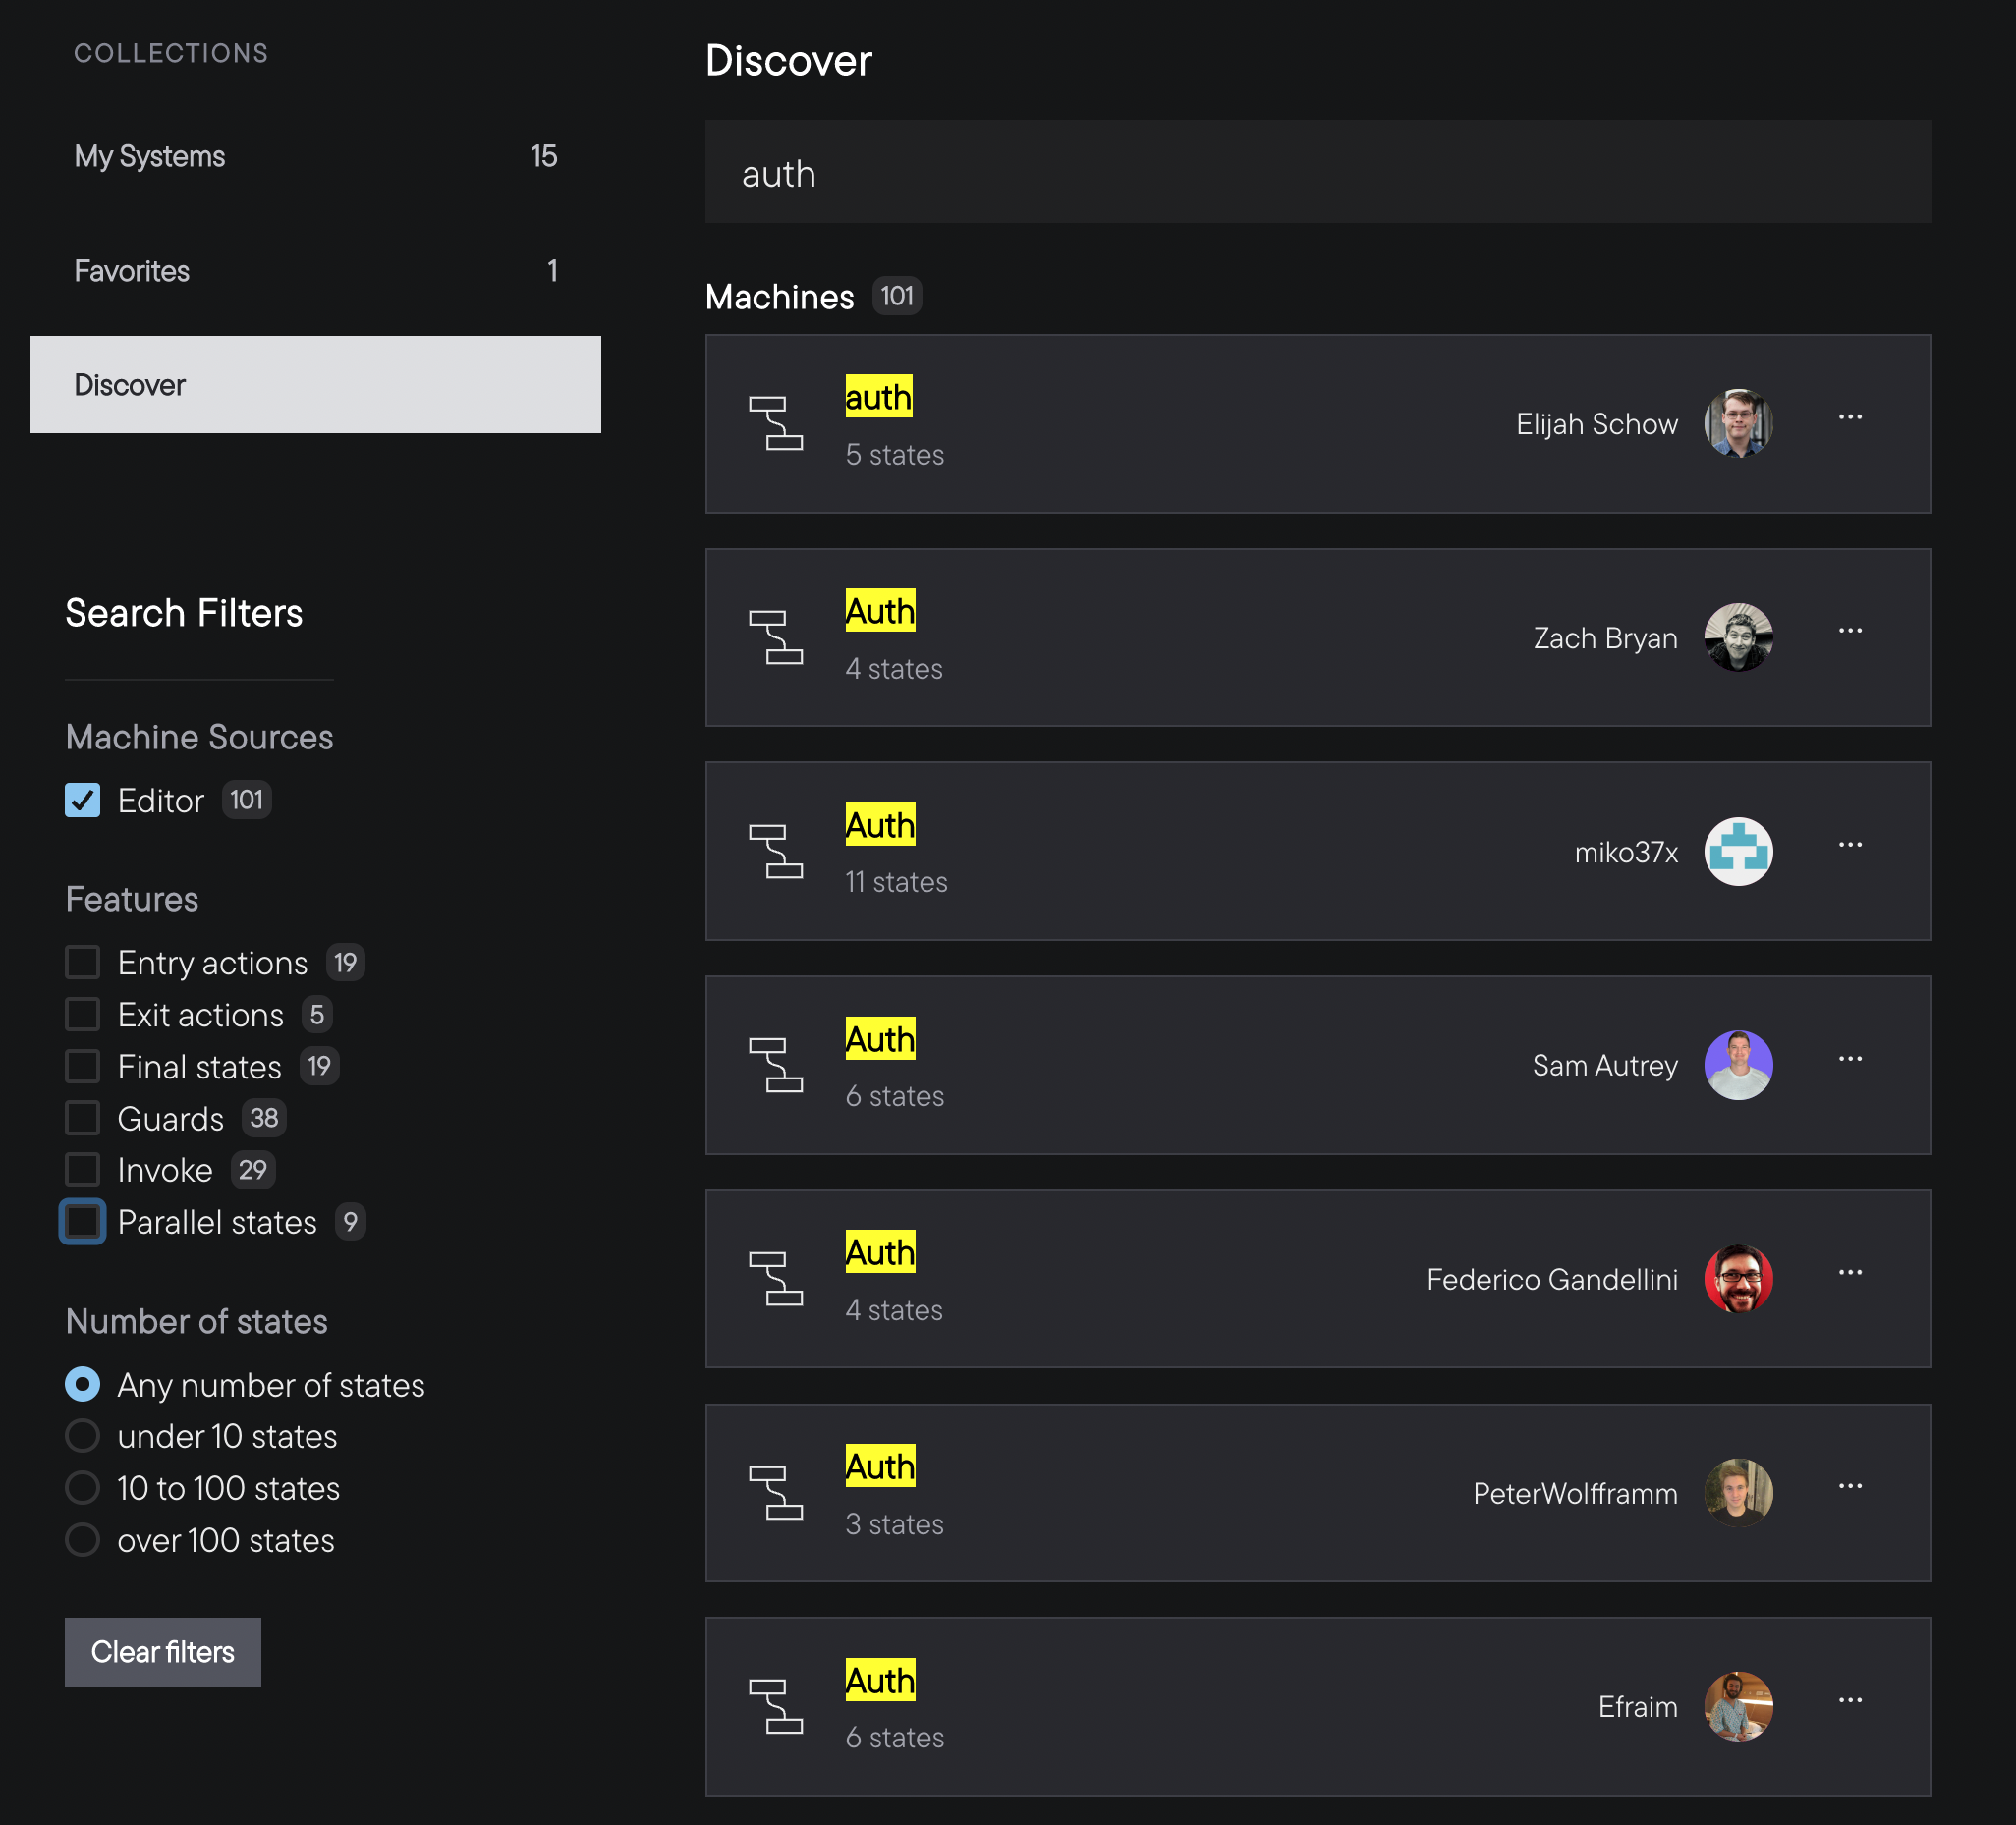 COLLECTIONS
My Systems 15
Favorites 1
Discover
Search Filters
Machine Sources
Editor 101
Features
Entry actions 19
Exit actions 5
Final states 19
Guards 38
Invoke 29
Parallel states 9
Number of states
Any number of states
under 10 states
10 to 100 states
over 100 states
Clear filters
Discover
auth
Machines 101
auth
5 states
Elijah Schow
Auth
4 states
Zach Bryan
Auth
11 states
miko37x
Auth
6 states
Sam Autrey
Auth
4 states
Federico Gandellini
Auth
3 states
PeterWolfframm
Auth
6 states
Efraim